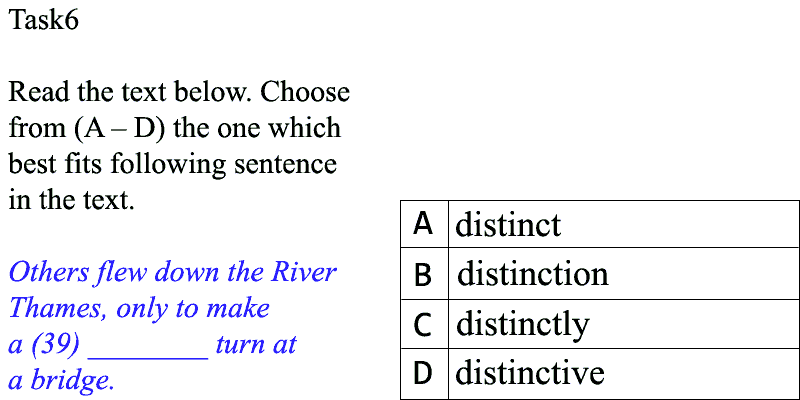 Task6
Read the text below. Choose
from (A – D) the one which
best fits following sentence
in the text.
Others flew down the River
Thames, only to make
a (39) ________ turn at
a bridge.
A distinct
B distinction
C distinctly
D distinctive